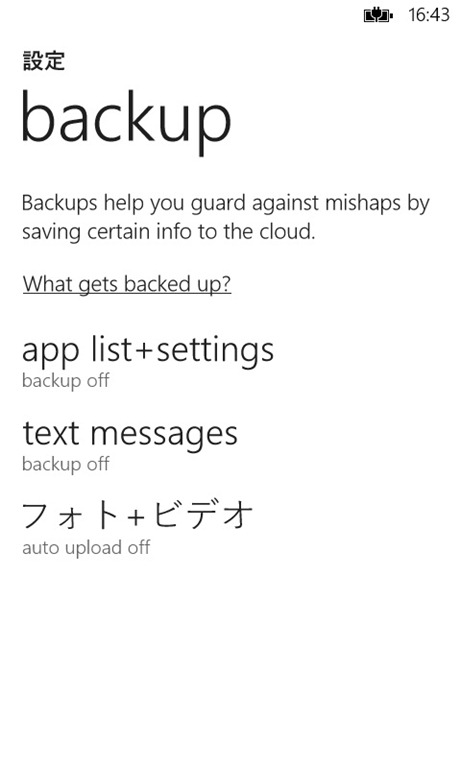 16:43
設定
backup
Backups help you guard against mishaps by
saving certain info to the cloud.
What gets backed up?
app list+settings
backup off
text messages
backup off
フォト+ビデオ
auto upload off